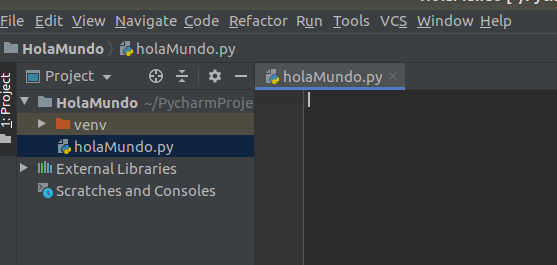 File Edit View Navigate Code Refactor Run Tools VCS Window Help
HolaMundo holaMundo.py
1: Project
Project
holaMundo.py
HolaMundo ~/PycharmProje
venv
holaMundo.py
External Libraries
Scratches and Consoles